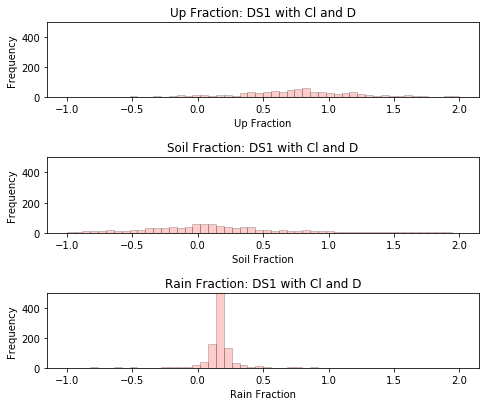 Up Fraction: DS1 with Cl and D
400
200
0
Frequency
−1.0 −0.5 0.0 0.5 1.0 1.5 2.0
Up Fraction
Soil Fraction: DS1 with Cl and D
400
200
0
Frequency
−1.0 −0.5 0.0 0.5 1.0 1.5 2.0
Soil Fraction
Rain Fraction: DS1 with Cl and D
400
200
0
Frequency
−1.0 −0.5 0.0 0.5 1.0 1.5 2.0
Rain Fraction